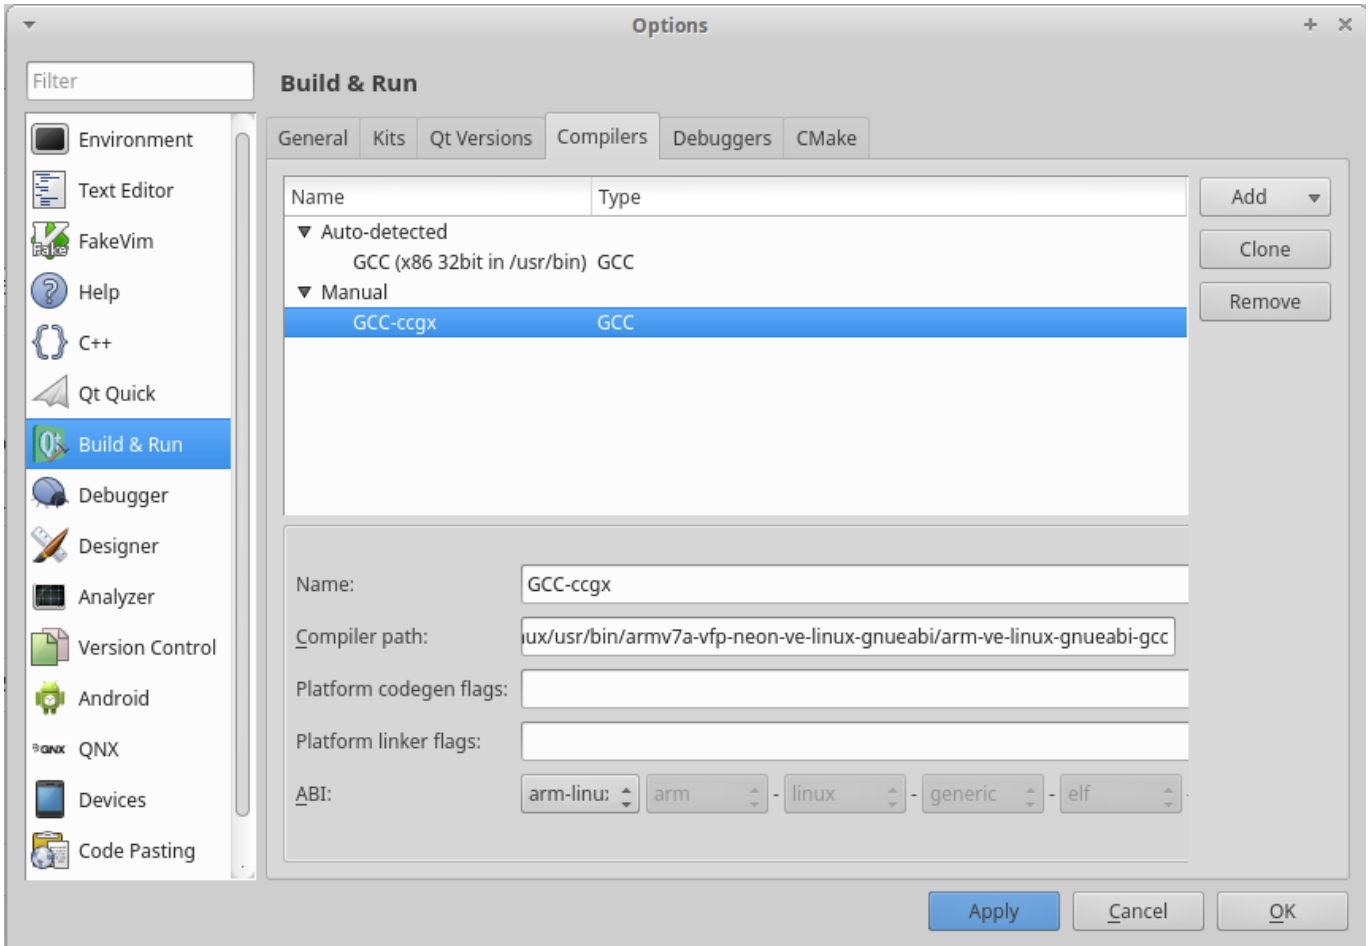 Options
Filter
Build & Run
Environment
Text Editor
FakeVim
Help
C++
Qt Quick
Build & Run
Debugger
Designer
Analyzer
Version Control
Android
QNX
Devices
Code Pasting
General Kits Qt Versions Compilers Debuggers CMake
Name Type
Auto-detected
GCC (x86 32bit in /usr/bin) GCC
Manual
GCC-ccgx GCC
Add
Clone
Remove
Name: GCC-ccgx
Compiler path: ux/usr/bin/armv7a-vfp-neon-ve-linux-gnueabi/arm-ve-linux-gnueabi-gcc
Platform codegen flags:
Platform linker flags:
ABI: arm-linu arm - linux - generic - elf -
Apply Cancel OK